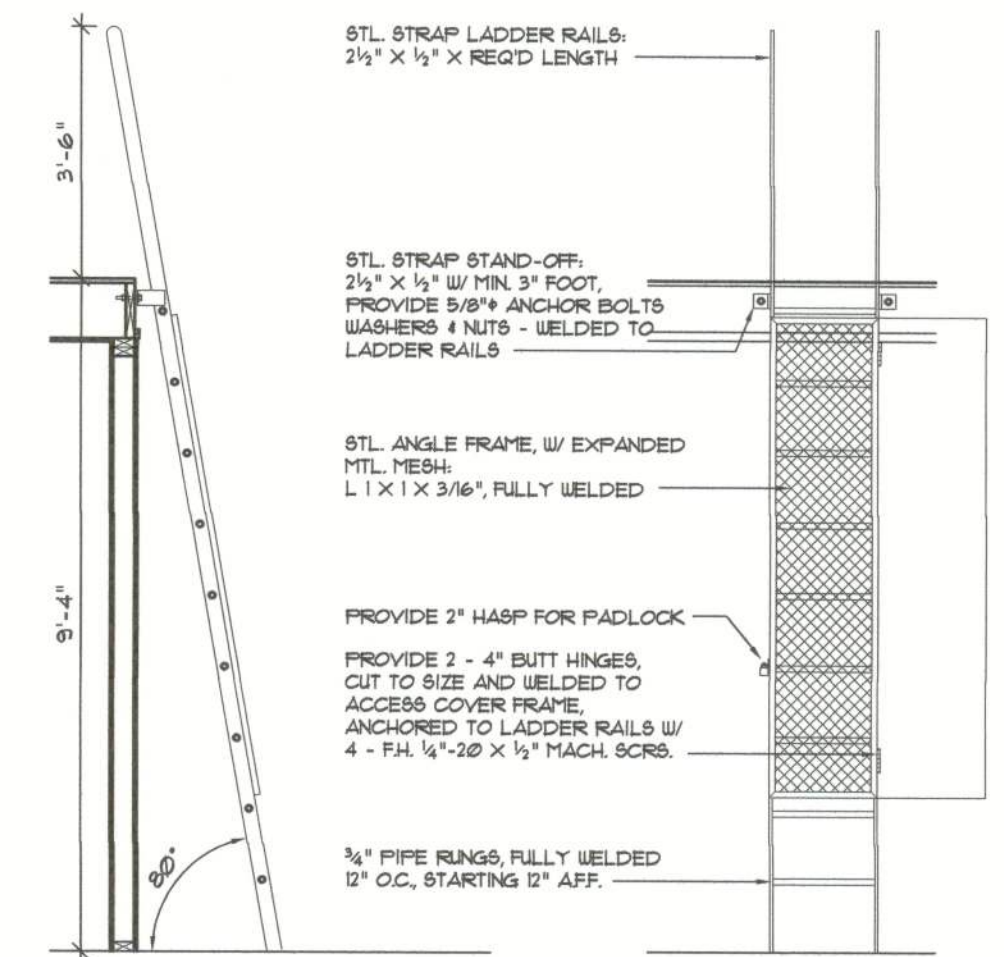 STL. STRAP LADDER RAILS:
2½" X ½" X REQ'D LENGTH
3'-6"
STL. STRAP STAND-OFF:
2½" X ½" W/ MIN. 3" FOOT,
PROVIDE 5/8"⌀ ANCHOR BOLTS
WASHERS & NUTS - WELDED TO
LADDER RAILS
STL. ANGLE FRAME, W/ EXPANDED
MTL. MESH:
L 1 X 1 X 3/16", FULLY WELDED
9'-4"
PROVIDE 2" HASP FOR PADLOCK
PROVIDE 2 - 4" BUTT HINGES,
CUT TO SIZE AND WELDED TO
ACCESS COVER FRAME,
ANCHORED TO LADDER RAILS W/
4 - F.H. ¼"-20 X ½" MACH. SCRS.
80°
¾" PIPE RUNGS, FULLY WELDED
12" O.C., STARTING 12" A.F.F.